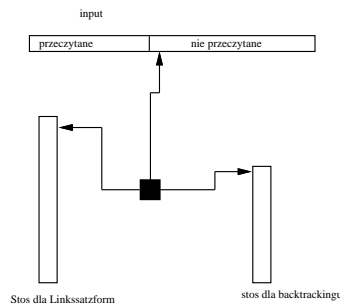 input
przeczytane nie przeczytane
Stos dla Linkssatzform
stos dla backtrackingu